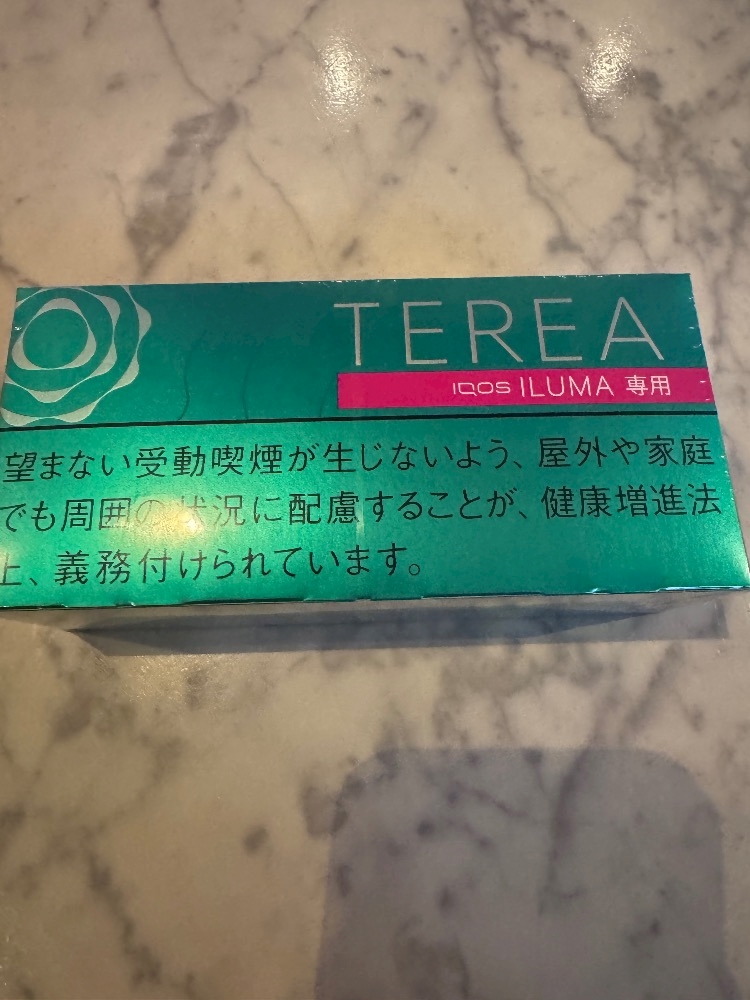 TEREA
IQOS ILUMA 専用
望まない受動喫煙が生じないよう、屋外や家庭
でも周囲の状況に配慮することが、健康増進法
上、義務付けられています。